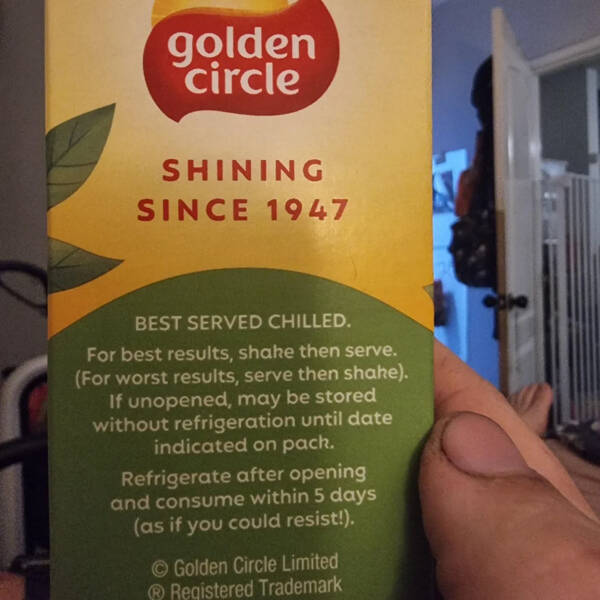 golden
circle
SHINING
SINCE 1947
BEST SERVED CHILLED.
For best results, shake then serve.
(For worst results, serve then shake).
If unopened, may be stored
without refrigeration until date
indicated on pack.
Refrigerate after opening
and consume within 5 days
(as if you could resist!).
© Golden Circle Limited
® Registered Trademark